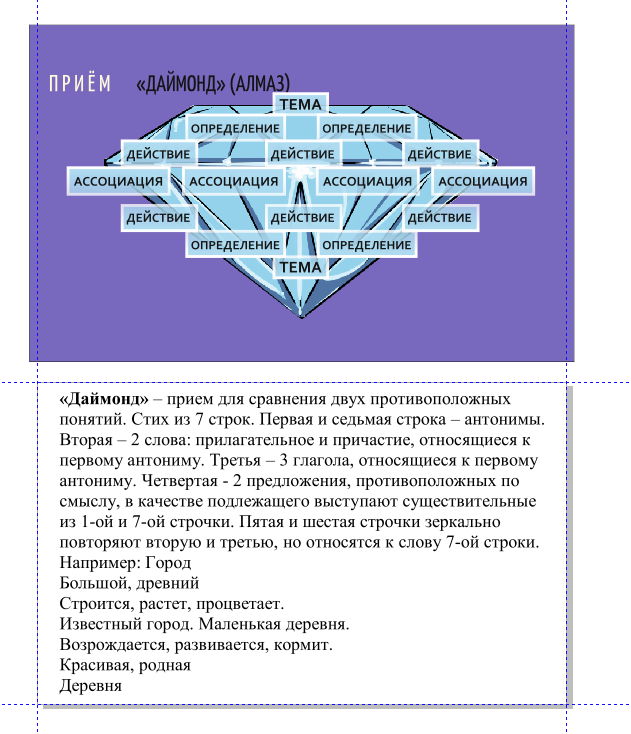 ПРИЁМ «ДАЙМОНД» (АЛМАЗ)
ТЕМА
ОПРЕДЕЛЕНИЕ ОПРЕДЕЛЕНИЕ
ДЕЙСТВИЕ ДЕЙСТВИЕ ДЕЙСТВИЕ
АССОЦИАЦИЯ АССОЦИАЦИЯ АССОЦИАЦИЯ АССОЦИАЦИЯ
ДЕЙСТВИЕ ДЕЙСТВИЕ ДЕЙСТВИЕ
ОПРЕДЕЛЕНИЕ ОПРЕДЕЛЕНИЕ
ТЕМА
«Даймонд» – прием для сравнения двух противоположных
понятий. Стих из 7 строк. Первая и седьмая строка – антонимы.
Вторая – 2 слова: прилагательное и причастие, относящиеся к
первому антониму. Третья – 3 глагола, относящиеся к первому
антониму. Четвертая - 2 предложения, противоположных по
смыслу, в качестве подлежащего выступают существительные
из 1-ой и 7-ой строчки. Пятая и шестая строчки зеркально
повторяют вторую и третью, но относятся к слову 7-ой строки.
Например: Город
Большой, древний
Строится, растет, процветает.
Известный город. Маленькая деревня.
Возрождается, развивается, кормит.
Красивая, родная
Деревня